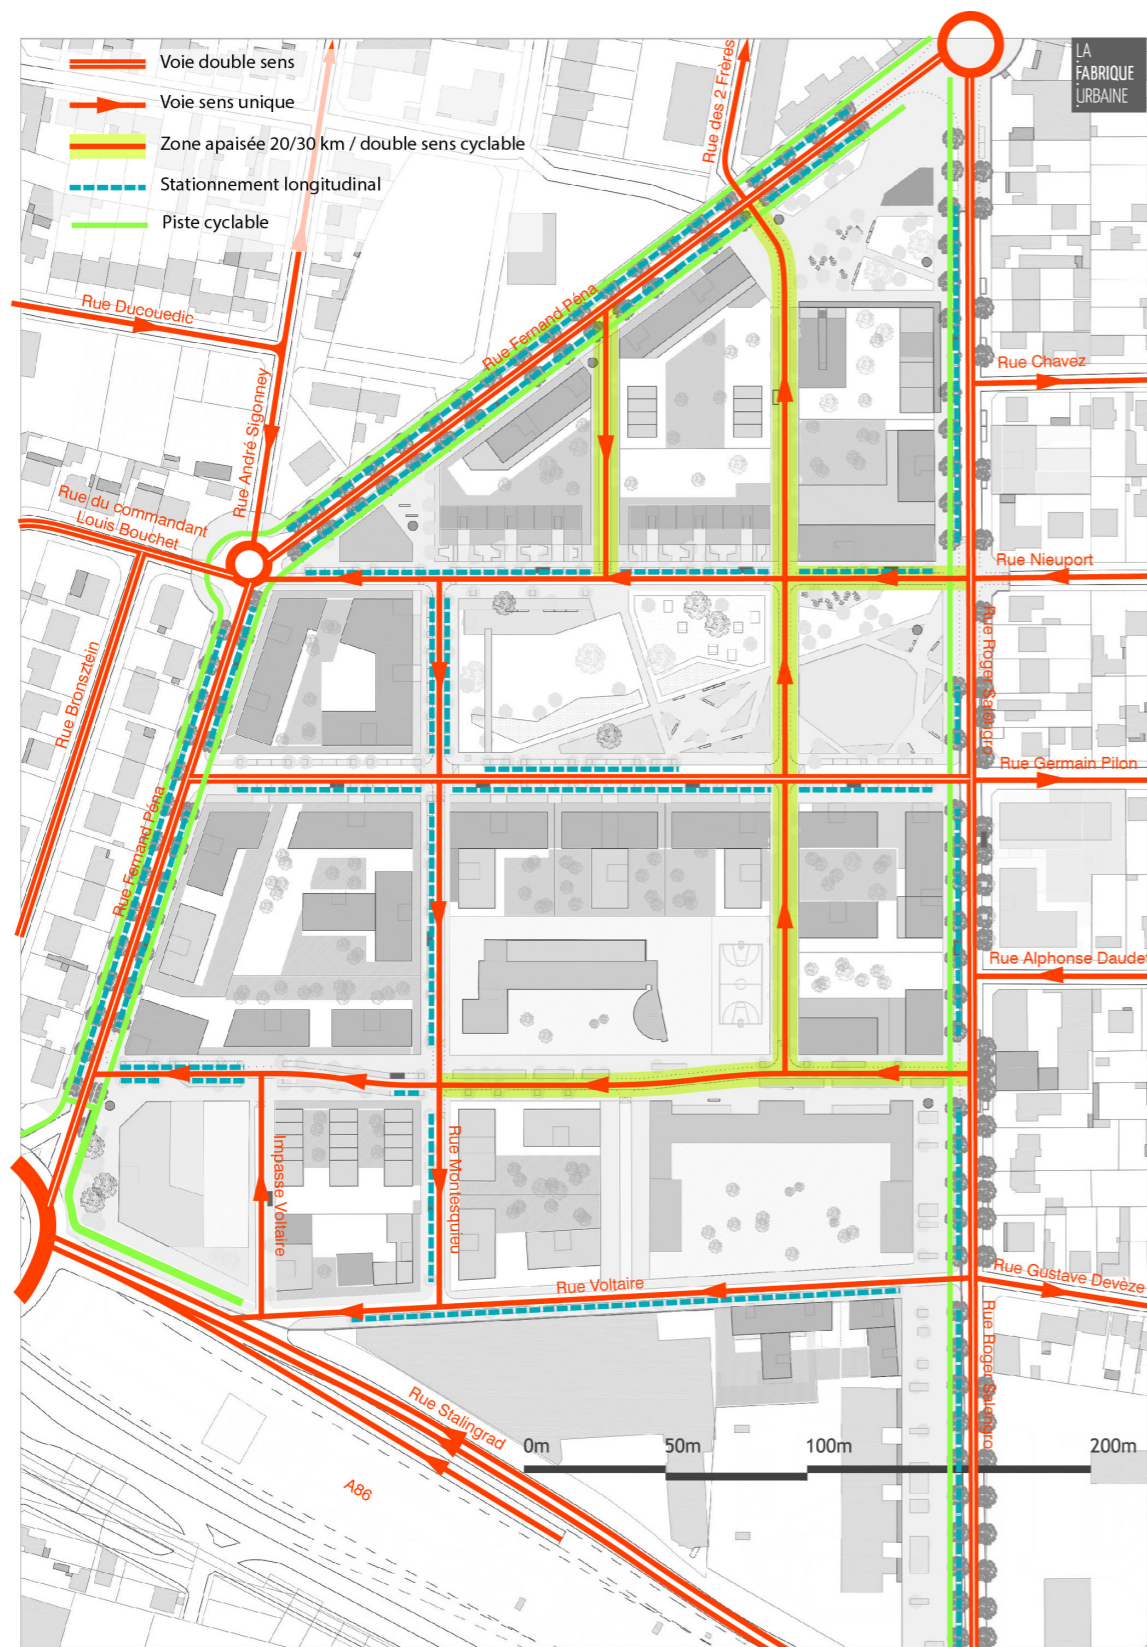 LA
FABRIQUE
URBAINE
Voie double sens
Voie sens unique
Zone apaisée 20/30 km / double sens cyclable
Stationnement longitudinal
Piste cyclable
Rue des 2 Frères
Rue Ducouedic
Rue Fernand Péna
Rue Chavez
Rue André Sigonney
Rue du commandant
Louis Bouchet
Rue Nieuport
Rue Roger Salengro
Rue Bronsztein
Rue Germain Pilon
Rue Fernand Péna
Rue Alphonse Daudet
Impasse Voltaire
Rue Montesquieu
Rue Voltaire
Rue Gustave Devèze
Rue Roger Salengro
Rue Stalingrad
A86
0m 50m 100m 200m